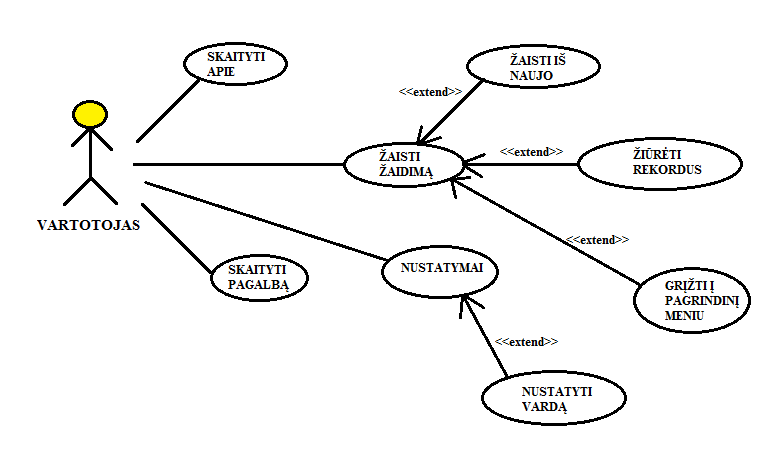 SKAITYTI
APIE
ŽAISTI IŠ
NAUJO
<<extend>>
ŽAISTI
ŽAIDIMĄ
<<extend>>
ŽIŪRĖTI
REKORDUS
VARTOTOJAS
<<extend>>
SKAITYTI
PAGALBĄ
NUSTATYMAI
GRĮŽTI Į
PAGRINDINĮ
MENIU
<<extend>>
NUSTATYTI
VARDĄ